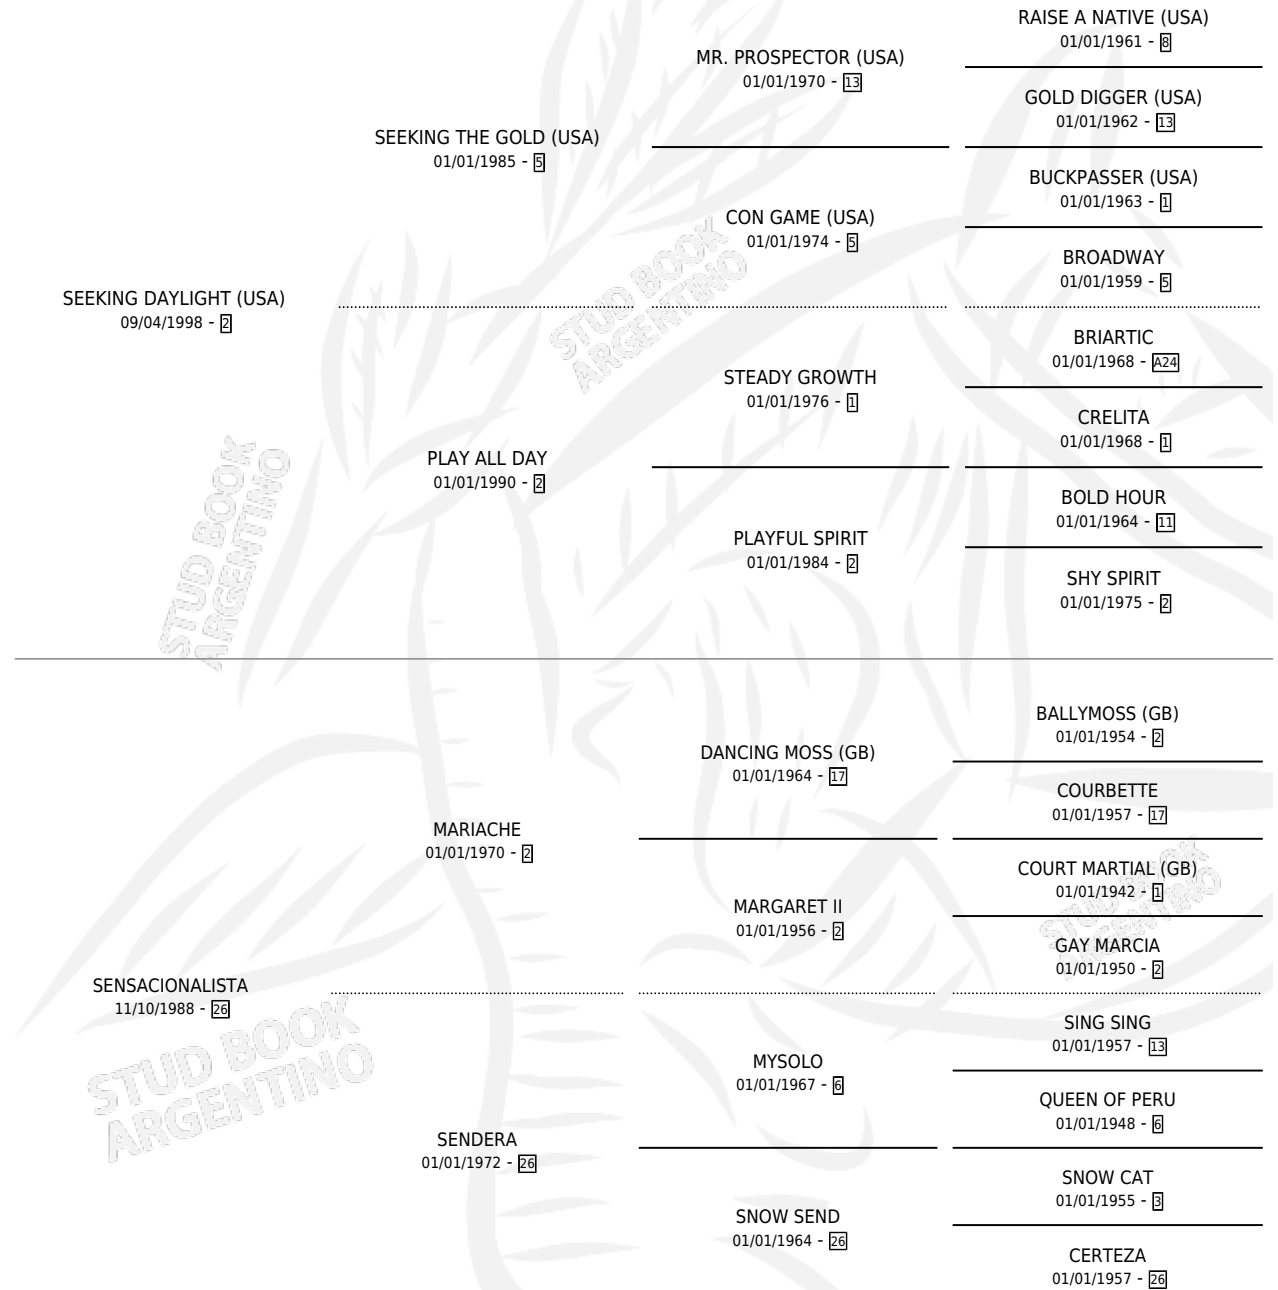 RAISE A NATIVE (USA)
01/01/1961 - 8
MR. PROSPECTOR (USA)
01/01/1970 - 13
GOLD DIGGER (USA)
01/01/1962 - 13
SEEKING THE GOLD (USA)
01/01/1985 - 5
BUCKPASSER (USA)
01/01/1963 - 1
CON GAME (USA)
01/01/1974 - 5
BROADWAY
01/01/1959 - 5
SEEKING DAYLIGHT (USA)
09/04/1998 - 2
BRIARTIC
01/01/1968 - A24
STEADY GROWTH
01/01/1976 - 1
CRELITA
01/01/1968 - 1
PLAY ALL DAY
01/01/1990 - 2
BOLD HOUR
01/01/1964 - 11
PLAYFUL SPIRIT
01/01/1984 - 2
SHY SPIRIT
01/01/1975 - 2
BALLYMOSS (GB)
01/01/1954 - 2
DANCING MOSS (GB)
01/01/1964 - 17
COURBETTE
01/01/1957 - 17
MARIACHE
01/01/1970 - 2
COURT MARTIAL (GB)
01/01/1942 - 1
MARGARET II
01/01/1956 - 2
GAY MARCIA
01/01/1950 - 2
SENSACIONALISTA
11/10/1988 - 26
SING SING
01/01/1957 - 13
MYSOLO
01/01/1967 - 6
QUEEN OF PERU
01/01/1948 - 6
SENDERA
01/01/1972 - 26
SNOW CAT
01/01/1955 - 3
SNOW SEND
01/01/1964 - 26
CERTEZA
01/01/1957 - 26
STUD BOOK
ARGENTINO
STUD BOOK
ARGENTINO
STUD BOOK
ARGENTINO
STUD BOOK
ARGENTINO